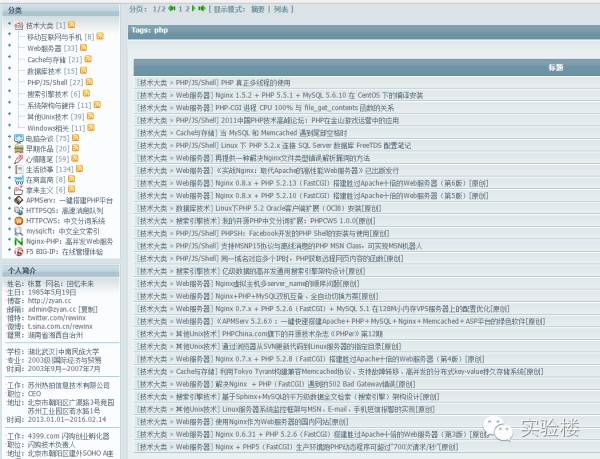 分类
技术大类 [1]
移动互联网与手机 [8]
Web服务器 [33]
Cache与存储 [21]
数据库技术 [15]
PHP/JS/Shell [27]
搜索引擎技术 [6]
系统架构与硬件 [11]
其他Unix技术 [39]
Windows相关 [11]
电脑杂谈 [75]
早期作品 [20]
心情随笔 [59]
生活琐事 [134]
在商言商 [8]
拿来主义 [6]
APMServ:一键搭建PHP平台
HTTPSQS:高速消息队列
HTTPCWS:中文分词系统
mysqlcft:中文全文索引
Nginx-PHP:高并发Web服务
F5 BIG-IP:在线管理体验
个人简介
姓名:张宴 网名:回忆未来
生日:1985年5月19日
博客:http://zyan.cc
邮箱:admin@zyan.cc [复制]
推特:twitter.com/rewinx
微博:t.sina.com.cn/rewinx
籍贯:湖南省湘西自治州
学校:湖北武汉|中南民族大学
专业:2003级|国际经济与贸易
时间:2003年9月~2007年7月
工作:苏州热拍信息技术有限公司
职位:CEO
地址:北京市朝阳区广渠路3号竞园
苏州工业园区若水路1号
时间:2013.01.01—2016.02.14
工作:4399.com 闪购创业孵化器
职位:闪购技术负责人
地址:北京市朝阳区建外SOHO A座
分页: 1/2 1 2 [ 显示模式: 摘要 | 列表 ]
Tags: php
标题
[技术大类 > PHP/JS/Shell] PHP 真正多线程的使用
[技术大类 > Web服务器] Nginx 1.5.2 + PHP 5.5.1 + MySQL 5.6.10 在 CentOS 下的编译安装
[技术大类 > Web服务器] PHP-CGI 进程 CPU 100% 与 file_get_contents 函数的关系
[技术大类 > PHP/JS/Shell] 2011中国PHP技术高峰论坛:PHP在金山游戏运营中的应用
[技术大类 > Cache与存储] 当 MySQL 和 Memcached 遇到尾部空格时
[技术大类 > PHP/JS/Shell] Linux 下 PHP 5.2.x 连接 SQL Server 数据库 FreeTDS 配置笔记
[技术大类 > Web服务器] 再提供一种解决Nginx文件类型错误解析漏洞的方法
[技术大类 > Web服务器] 《实战Nginx:取代Apache的高性能Web服务器》已出版发行
[技术大类 > Web服务器] Nginx 0.8.x + PHP 5.2.13(FastCGI)搭建胜过Apache十倍的Web服务器(第6版)[原创]
[技术大类 > Web服务器] Nginx 0.8.x + PHP 5.2.10(FastCGI)搭建胜过Apache十倍的Web服务器(第5版)[原创]
[技术大类 > 数据库技术] Linux下PHP 5.2 Oracle客户端扩展(OCI8)安装[原创]
[技术大类 > 搜索引擎技术] 我的开源PHP中文分词扩展:PHPCWS 1.0.0[原创]
[技术大类 > PHP/JS/Shell] PHPSH:Facebook开发的PHP Shell的安装与使用[原创]
[技术大类 > PHP/JS/Shell] 支持MSNP15协议与离线消息的PHP MSN Class,可实现MSN机器人
[技术大类 > PHP/JS/Shell] 同一域名对应多个IP时,PHP获取远程网页内容的函数[原创]
[技术大类 > 搜索引擎技术] 亿级数据的高并发通用搜索引擎架构设计[原创]
[技术大类 > Web服务器] Nginx虚拟主机多server_name的顺序问题[原创]
[技术大类 > Web服务器] Nginx+PHP+MySQL双机互备、全自动切换方案[原创]
[技术大类 > Web服务器] Nginx 0.7.x + PHP 5.2.6(FastCGI)+ MySQL 5.1 在128M小内存VPS服务器上的配置优化[原创]
[技术大类 > Web服务器] 《APMServ 5.2.6》:一键快速搭建Apache+PHP+MySQL+Nginx+Memcached+ASP平台的绿色软件[原创]
[技术大类 > 其他Unix技术] PHPChina.com旗下的开源技术杂志《PHPer》第12期
[技术大类 > 其他Unix技术] 通过浏览器从SVN更新代码到Linux服务器的指定目录[原创]
[技术大类 > Web服务器] Nginx 0.7.x + PHP 5.2.8(FastCGI)搭建胜过Apache十倍的Web服务器(第4版)[原创]
[技术大类 > Cache与存储] 利用Tokyo Tyrant构建兼容Memcached协议、支持故障转移、高并发的分布式key-value持久存储系统[原创]
[技术大类 > Web服务器] 解决Nginx + PHP(FastCGI)遇到的502 Bad Gateway错误[原创]
[技术大类 > 搜索引擎技术] 基于Sphinx+MySQL的千万级数据全文检索(搜索引擎)架构设计[原创]
[技术大类 > 其他Unix技术] Linux服务器系统监控框架与MSN、E-mail、手机短信报警的实现[原创]
[技术大类 > Web服务器] 使用Nginx作为Web服务器的国内网站[原创]
[技术大类 > Web服务器] Nginx 0.6.31 + PHP 5.2.6(FastCGI)搭建胜过Apache十倍的Web服务器(第3版)[原创]
[技术大类 > Web服务器] Nginx + PHP5(FastCGI)生产环境跑PHP动态程序可超过“700次请求/秒”[原创]
实验楼